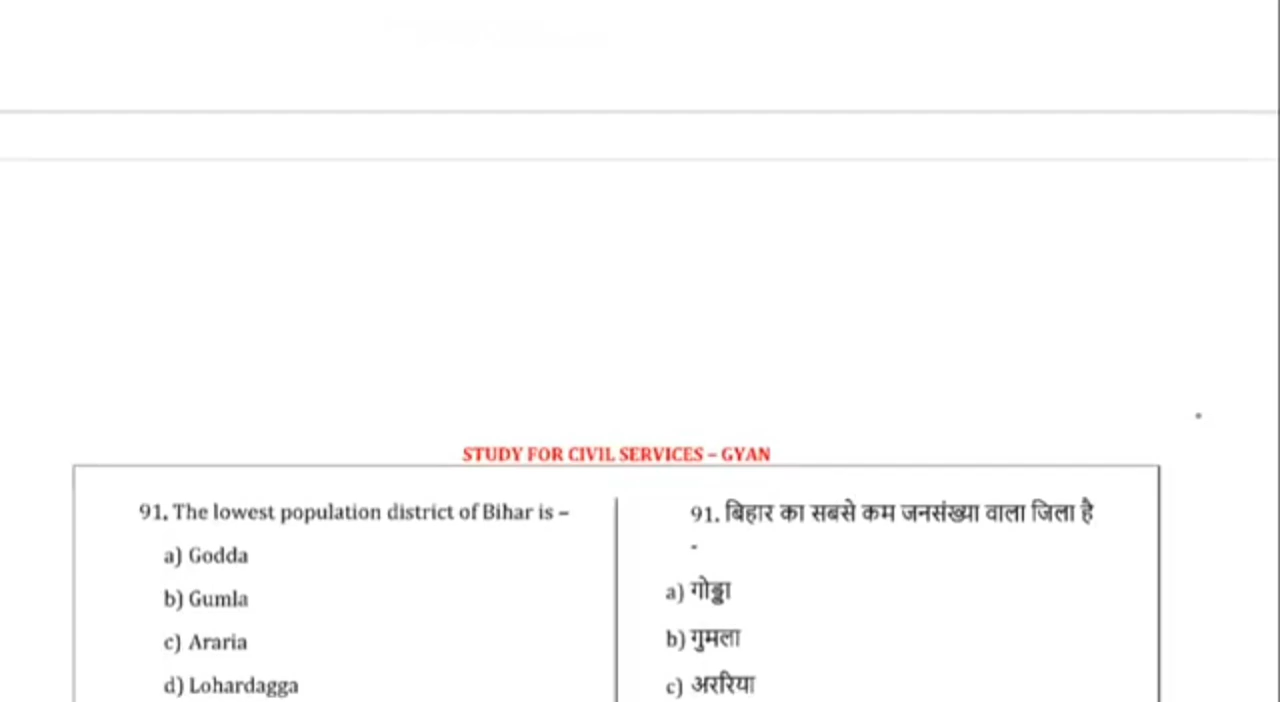 STUDY FOR CIVIL SERVICES – GYAN
91. The lowest population district of Bihar is –
a) Godda
b) Gumla
c) Araria
d) Lohardagga
91. बिहार का सबसे कम जनसंख्या वाला जिला है
-
a) गोड्डा
b) गुमला
c) अररिया